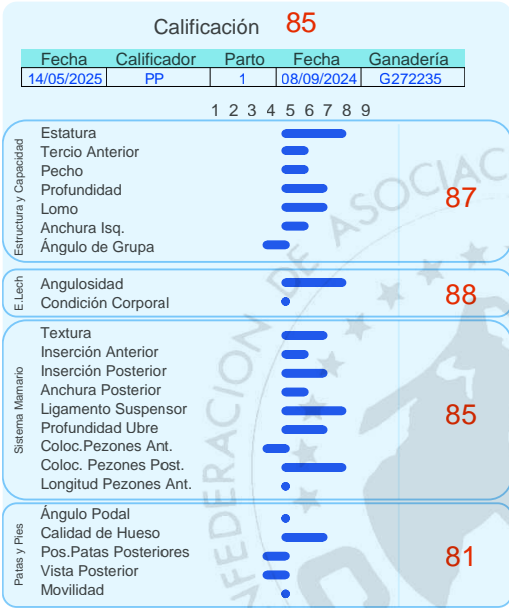 Calificación 85
Fecha Calificador Parto Fecha Ganadería
14/05/2025 PP 1 08/09/2024 G272235
1 2 3 4 5 6 7 8 9
Estructura y Capacidad
Estatura
Tercio Anterior
Pecho
Profundidad
Lomo
Anchura Isq.
Ángulo de Grupa
87
E.Lech
Angulosidad
Condición Corporal
88
Sistema Mamario
Textura
Inserción Anterior
Inserción Posterior
Anchura Posterior
Ligamento Suspensor
Profundidad Ubre
Coloc.Pezones Ant.
Coloc. Pezones Post.
Longitud Pezones Ant.
85
Patas y Pies
Ángulo Podal
Calidad de Hueso
Pos.Patas Posteriores
Vista Posterior
Movilidad
81
NFEDERACION DE ASOCIAC